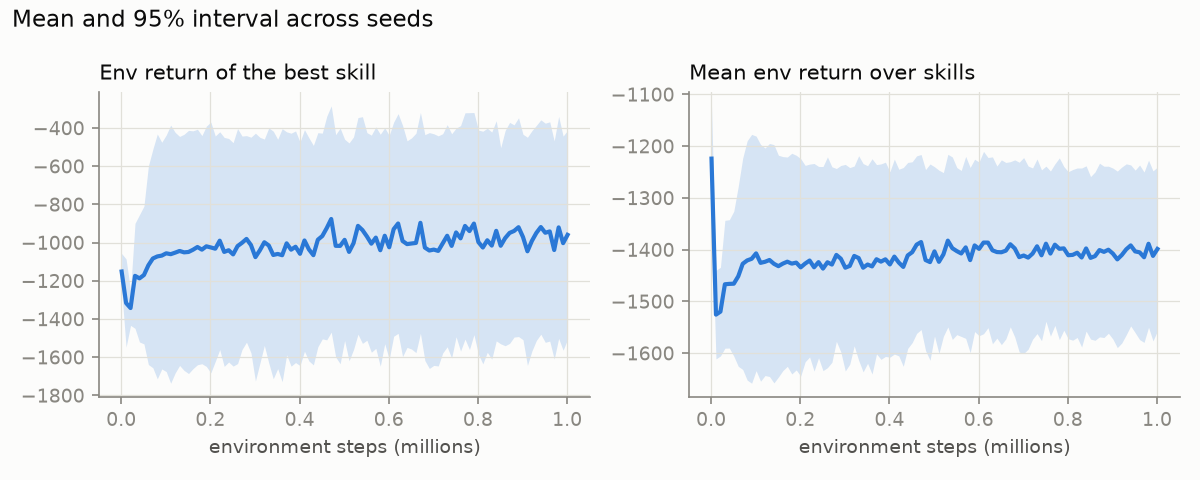 Mean and 95% interval across seeds
Env return of the best skill
−400
−600
−800
−1000
−1200
−1400
−1600
−1800
0.0 0.2 0.4 0.6 0.8 1.0
environment steps (millions)
Mean env return over skills
−1100
−1200
−1300
−1400
−1500
−1600
0.0 0.2 0.4 0.6 0.8 1.0
environment steps (millions)